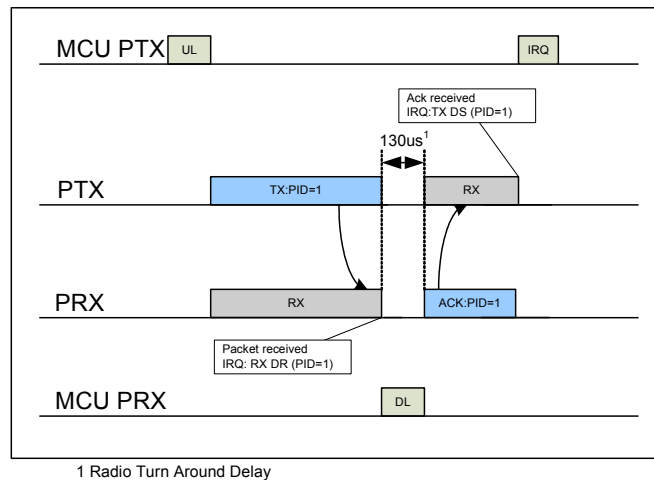 MCU PTX
UL
IRQ
Ack received
IRQ:TX DS (PID=1)
130us1
PTX
TX:PID=1
RX
PRX
RX
ACK:PID=1
Packet received
IRQ: RX DR (PID=1)
MCU PRX
DL
1 Radio Turn Around Delay